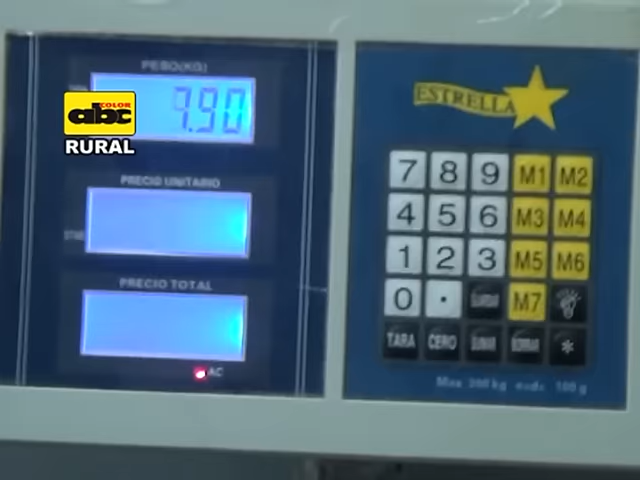 PESO(KG)
abc
COLOR
RURAL
7.90
PRECIO UNITARIO
PRECIO TOTAL
AC
ESTRELLA
7 8 9 M1 M2
4 5 6 M3 M4
1 2 3 M5 M6
0 . M7
TARA CERO *